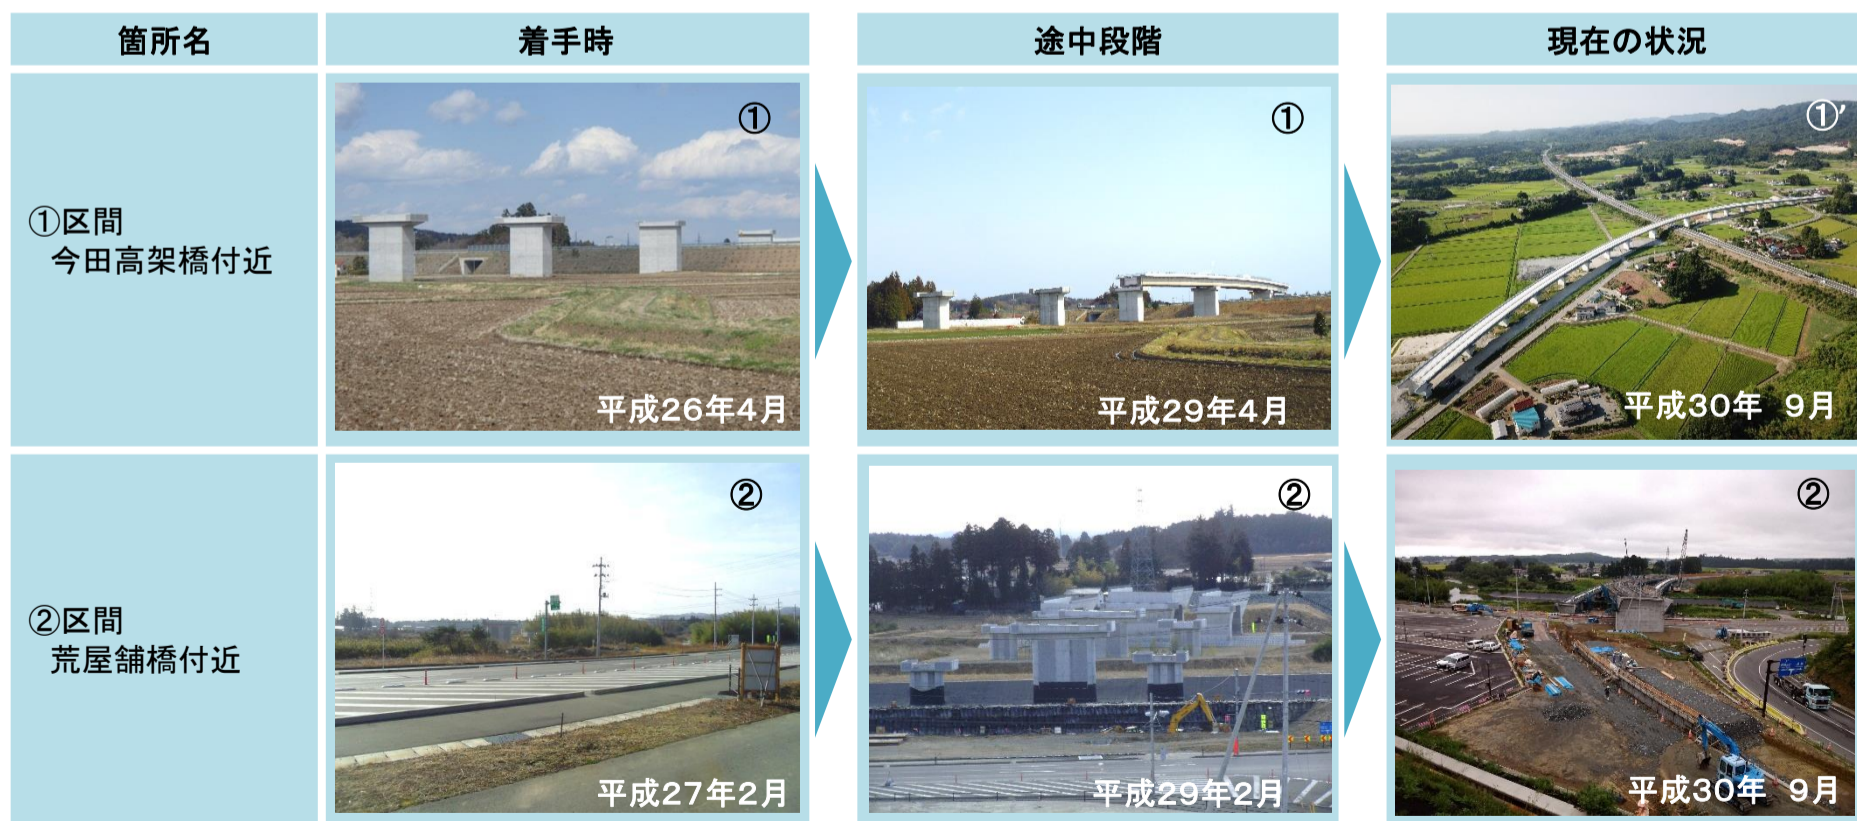 箇所名
着手時
途中段階
現在の状況
①区間
今田高架橋付近
①
平成26年4月
①
平成29年4月
①’
平成30年 9月
②区間
荒屋舗橋付近
②
平成27年2月
②
平成29年2月
②
平成30年 9月